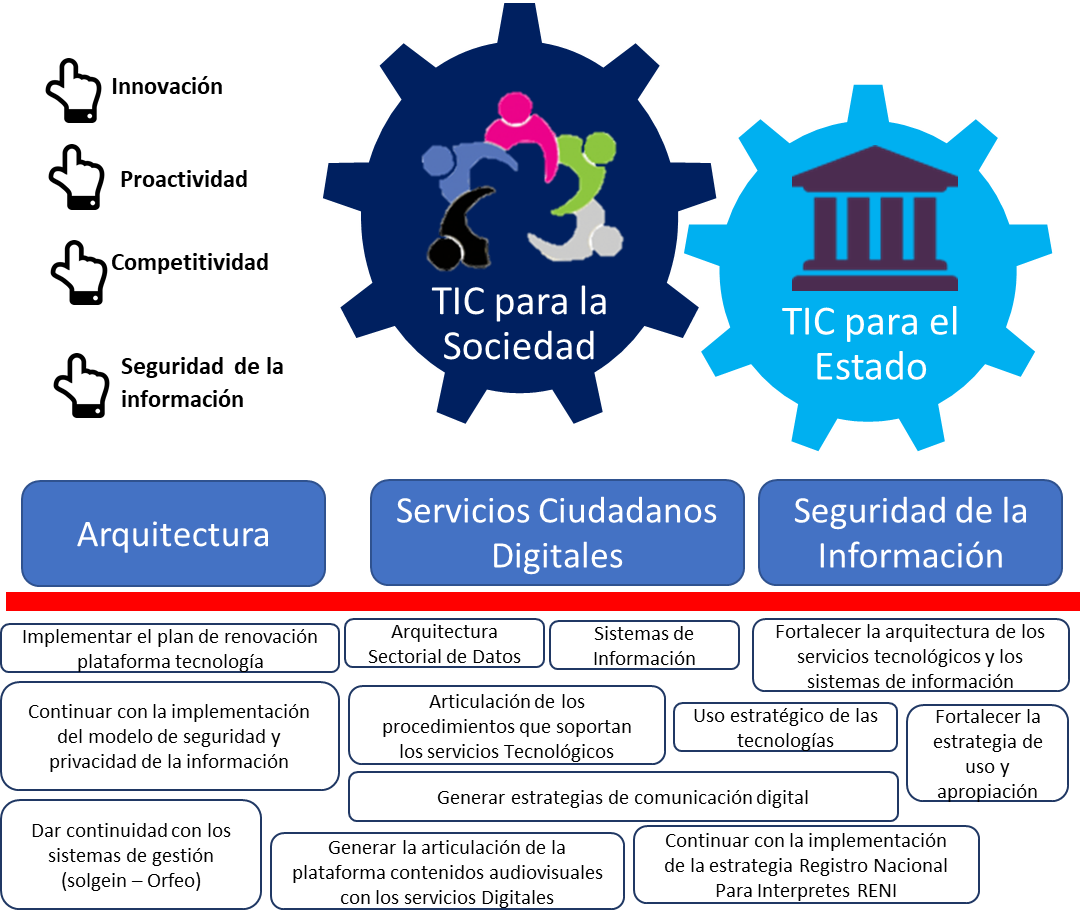 Innovación
Proactividad
Competitividad
Seguridad de la
información
TIC para la
Sociedad
TIC para el
Estado
Arquitectura
Servicios Ciudadanos
Digitales
Seguridad de la
Información
Implementar el plan de renovación
plataforma tecnología
Arquitectura
Sectorial de Datos
Sistemas de
Información
Fortalecer la arquitectura de los
servicios tecnológicos y los
sistemas de información
Continuar con la implementación
del modelo de seguridad y
privacidad de la información
Articulación de los
procedimientos que soportan
los servicios Tecnológicos
Uso estratégico de las
tecnologías
Fortalecer la
estrategia de
uso y
apropiación
Generar estrategias de comunicación digital
Dar continuidad con los
sistemas de gestión
(solgein – Orfeo)
Generar la articulación de la
plataforma contenidos audiovisuales
con los servicios Digitales
Continuar con la implementación
de la estrategia Registro Nacional
Para Interpretes RENI